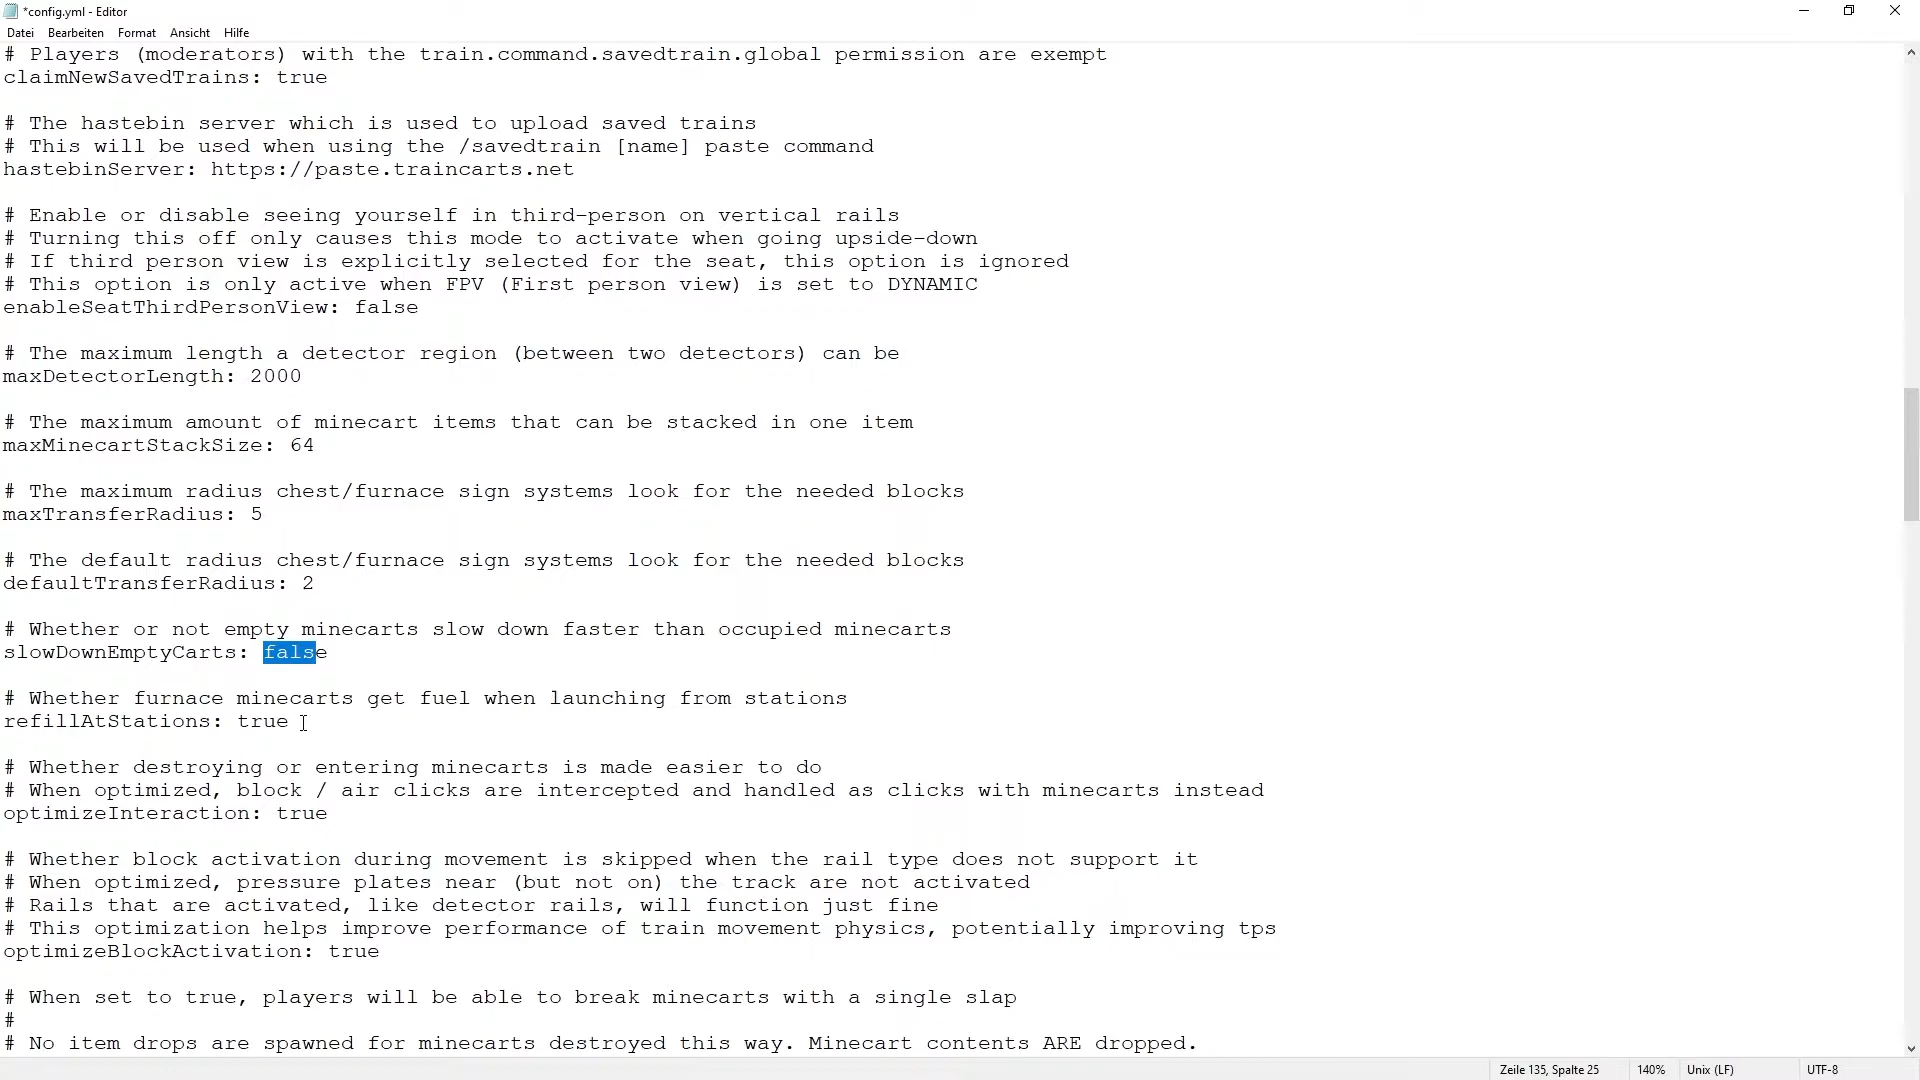 *config.yml - Editor
Datei Bearbeiten Format Ansicht Hilfe
# Players (moderators) with the train.command.savedtrain.global permission are exempt
claimNewSavedTrains: true
# The hastebin server which is used to upload saved trains
# This will be used when using the /savedtrain [name] paste command
hastebinServer: https://paste.traincarts.net
# Enable or disable seeing yourself in third-person on vertical rails
# Turning this off only causes this mode to activate when going upside-down
# If third person view is explicitly selected for the seat, this option is ignored
# This option is only active when FPV (First person view) is set to DYNAMIC
enableSeatThirdPersonView: false
# The maximum length a detector region (between two detectors) can be
maxDetectorLength: 2000
# The maximum amount of minecart items that can be stacked in one item
maxMinecartStackSize: 64
# The maximum radius chest/furnace sign systems look for the needed blocks
maxTransferRadius: 5
# The default radius chest/furnace sign systems look for the needed blocks
defaultTransferRadius: 2
# Whether or not empty minecarts slow down faster than occupied minecarts
slowDownEmptyCarts: false
# Whether furnace minecarts get fuel when launching from stations
refillAtStations: true
# Whether destroying or entering minecarts is made easier to do
# When optimized, block / air clicks are intercepted and handled as clicks with minecarts instead
optimizeInteraction: true
# Whether block activation during movement is skipped when the rail type does not support it
# When optimized, pressure plates near (but not on) the track are not activated
# Rails that are activated, like detector rails, will function just fine
# This optimization helps improve performance of train movement physics, potentially improving tps
optimizeBlockActivation: true
# When set to true, players will be able to break minecarts with a single slap
#
# No item drops are spawned for minecarts destroyed this way. Minecart contents ARE dropped.
Zeile 135, Spalte 25 140% Unix (LF) UTF-8